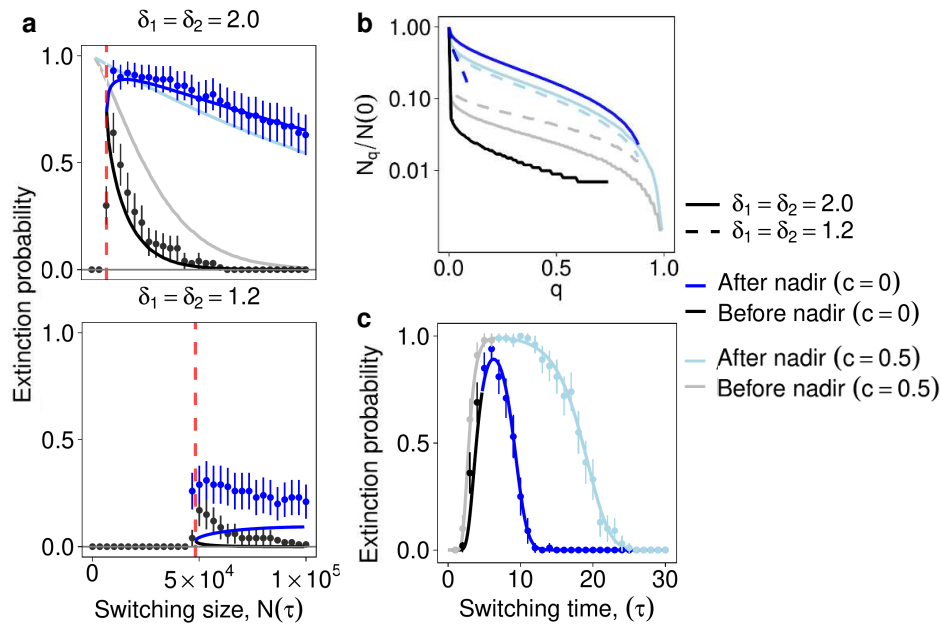 a
δ1 = δ2 = 2.0
1.0
0.5
0.0
δ1 = δ2 = 1.2
1.0
0.5
0.0
0
5×10^4
1×10^5
Switching size, N(τ)
Extinction probability
b
1.00
0.10
0.01
Nq/N(0)
0.0
0.5
1.0
q
δ1 = δ2 = 2.0
δ1 = δ2 = 1.2
After nadir (c = 0)
Before nadir (c = 0)
After nadir (c = 0.5)
Before nadir (c = 0.5)
c
1.0
0.5
0.0
Extinction probability
0
10
20
30
Switching time, (τ)